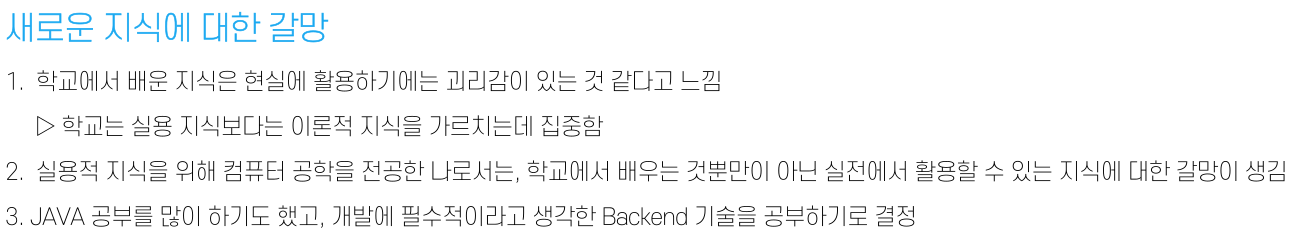 새로운 지식에 대한 갈망
1. 학교에서 배운 지식은 현실에 활용하기에는 괴리감이 있는 것 같다고 느낌
▷ 학교는 실용 지식보다는 이론적 지식을 가르치는데 집중함
2. 실용적 지식을 위해 컴퓨터 공학을 전공한 나로서는, 학교에서 배우는 것뿐만이 아닌 실전에서 활용할 수 있는 지식에 대한 갈망이 생김
3. JAVA 공부를 많이 하기도 했고, 개발에 필수적이라고 생각한 Backend 기술을 공부하기로 결정